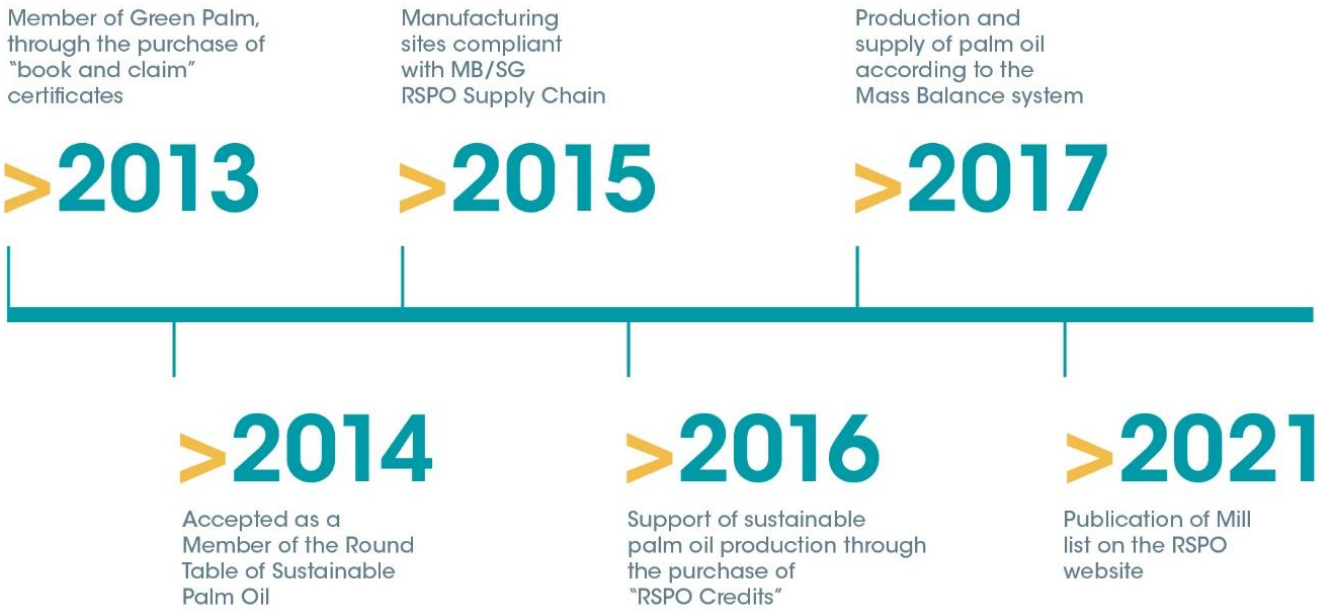 Member of Green Palm,
through the purchase of
"book and claim"
certificates
>2013
Accepted as a
Member of the Round
Table of Sustainable
Palm Oil
>2014
Manufacturing
sites compliant
with MB/SG
RSPO Supply Chain
>2015
Support of sustainable
palm oil production through
the purchase of
"RSPO Credits"
>2016
Production and
supply of palm oil
according to the
Mass Balance system
>2017
Publication of Mill
list on the RSPO
website
>2021